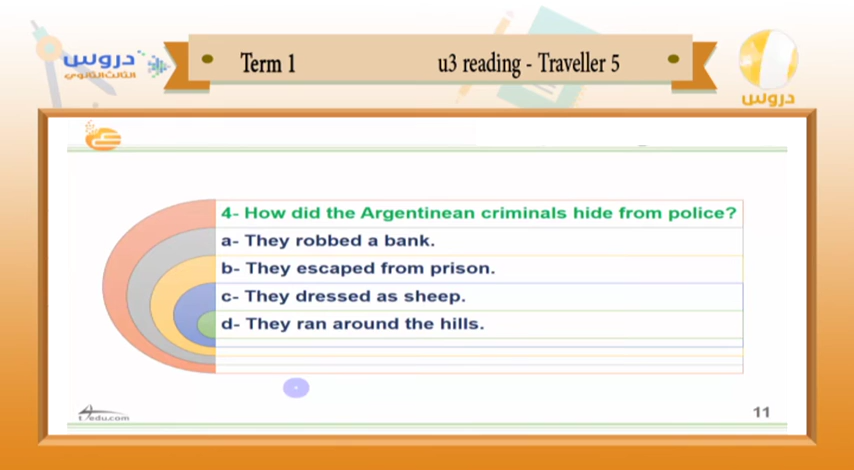 دروس
الثالث الثانوي
Term 1
u3 reading - Traveller 5
دروس
4- How did the Argentinean criminals hide from police?
a- They robbed a bank.
b- They escaped from prison.
c- They dressed as sheep.
d- They ran around the hills.
11